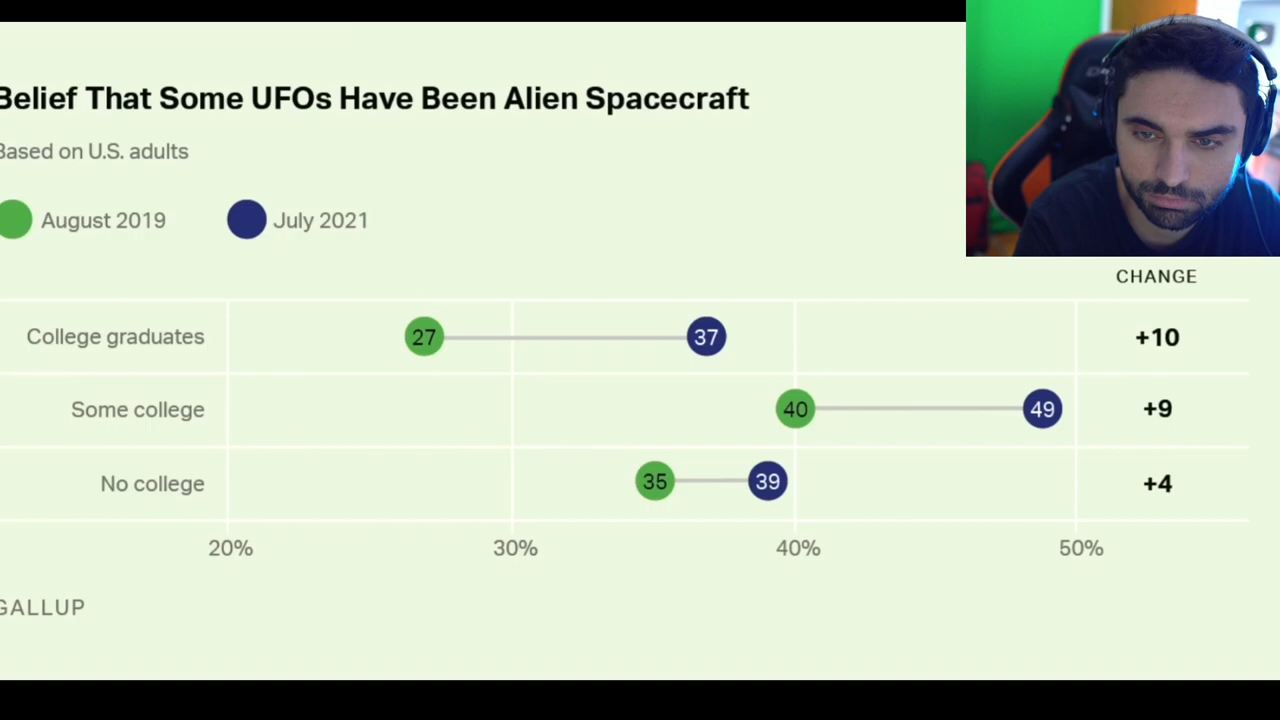 Belief That Some UFOs Have Been Alien Spacecraft
Based on U.S. adults
August 2019 July 2021
CHANGE
College graduates 27 37 +10
Some college 40 49 +9
No college 35 39 +4
20% 30% 40% 50%
GALLUP